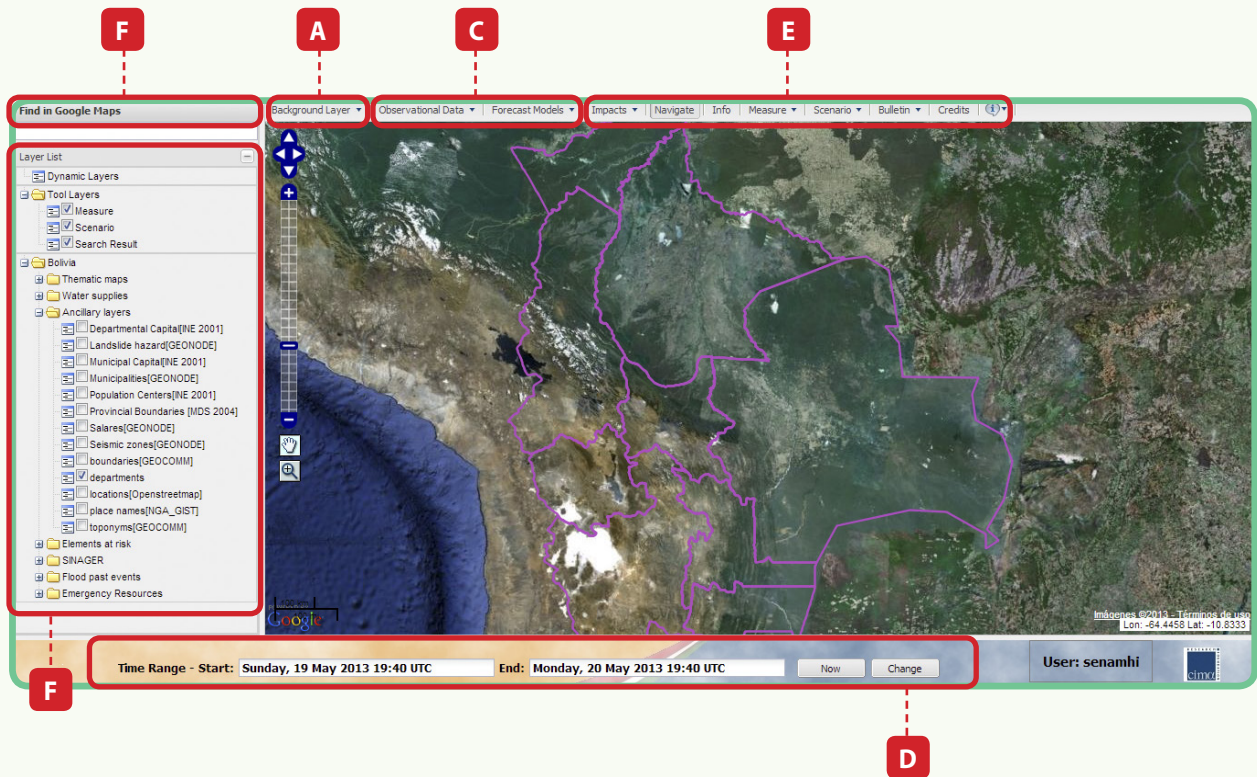 F
A
C
E
Find in Google Maps
Background Layer
Observational Data
Forecast Models
Impacts
Navigate
Info
Measure
Scenario
Bulletin
Credits
Layer List
Dynamic Layers
Tool Layers
Measure
Scenario
Search Result
Bolivia
Thematic maps
Water supplies
Ancillary layers
Departmental Capital[INE 2001]
Landslide hazard[GEONODE]
Municipal Capital[INE 2001]
Municipalities[GEONODE]
Population Centers[INE 2001]
Provincial Boundaries [MDS 2004]
Salares[GEONODE]
Seismic zones[GEONODE]
boundaries[GEOCOMM]
departments
locations[Openstreetmap]
place names[NGA_GIST]
toponyms[GEOCOMM]
Elements at risk
SINAGER
Flood past events
Emergency Resources
Google
Imágenes ©2013 - Términos de uso
Lon: -64.4458 Lat: -10.8333
Time Range - Start: Sunday, 19 May 2013 19:40 UTC End: Monday, 20 May 2013 19:40 UTC Now Change
User: senamhi
cima
F
D